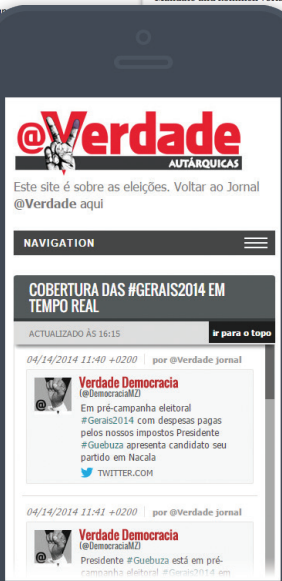 @Verdade
AUTÁRQUICAS
Este site é sobre as eleições. Voltar ao Jornal
@Verdade aqui
NAVIGATION
COBERTURA DAS #GERAIS2014 EM
TEMPO REAL
ACTUALIZADO ÀS 16:15
ir para o topo
04/14/2014 11:40 +0200 por @Verdade jornal
Verdade Democracia
(@DemocraciaMZ)
Em pré-campanha eleitoral
#Gerais2014 com despesas pagas
pelos nossos impostos Presidente
#Guebuza apresenta candidato seu
partido em Nacala
TWITTER.COM
04/14/2014 11:41 +0200 por @Verdade jornal
Verdade Democracia
(@DemocraciaMZ)
Presidente #Guebuza está em pré-
campanha eleitoral #Gerais2014 em